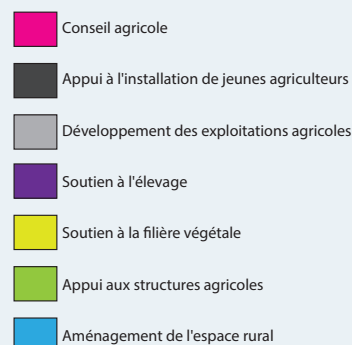 Conseil agricole
Appui à l'installation de jeunes agriculteurs
Développement des exploitations agricoles
Soutien à l'élevage
Soutien à la filière végétale
Appui aux structures agricoles
Aménagement de l'espace rural